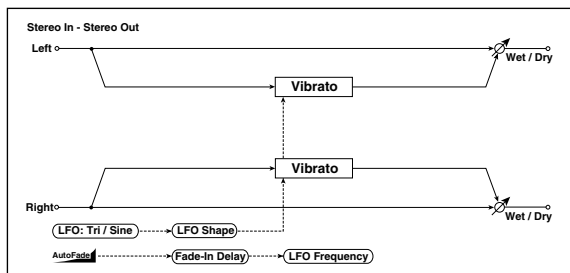 Stereo In - Stereo Out
Left
Wet / Dry
Vibrato
Vibrato
Right
Wet / Dry
LFO: Tri / Sine
LFO Shape
AutoFade
Fade-In Delay
LFO Frequency